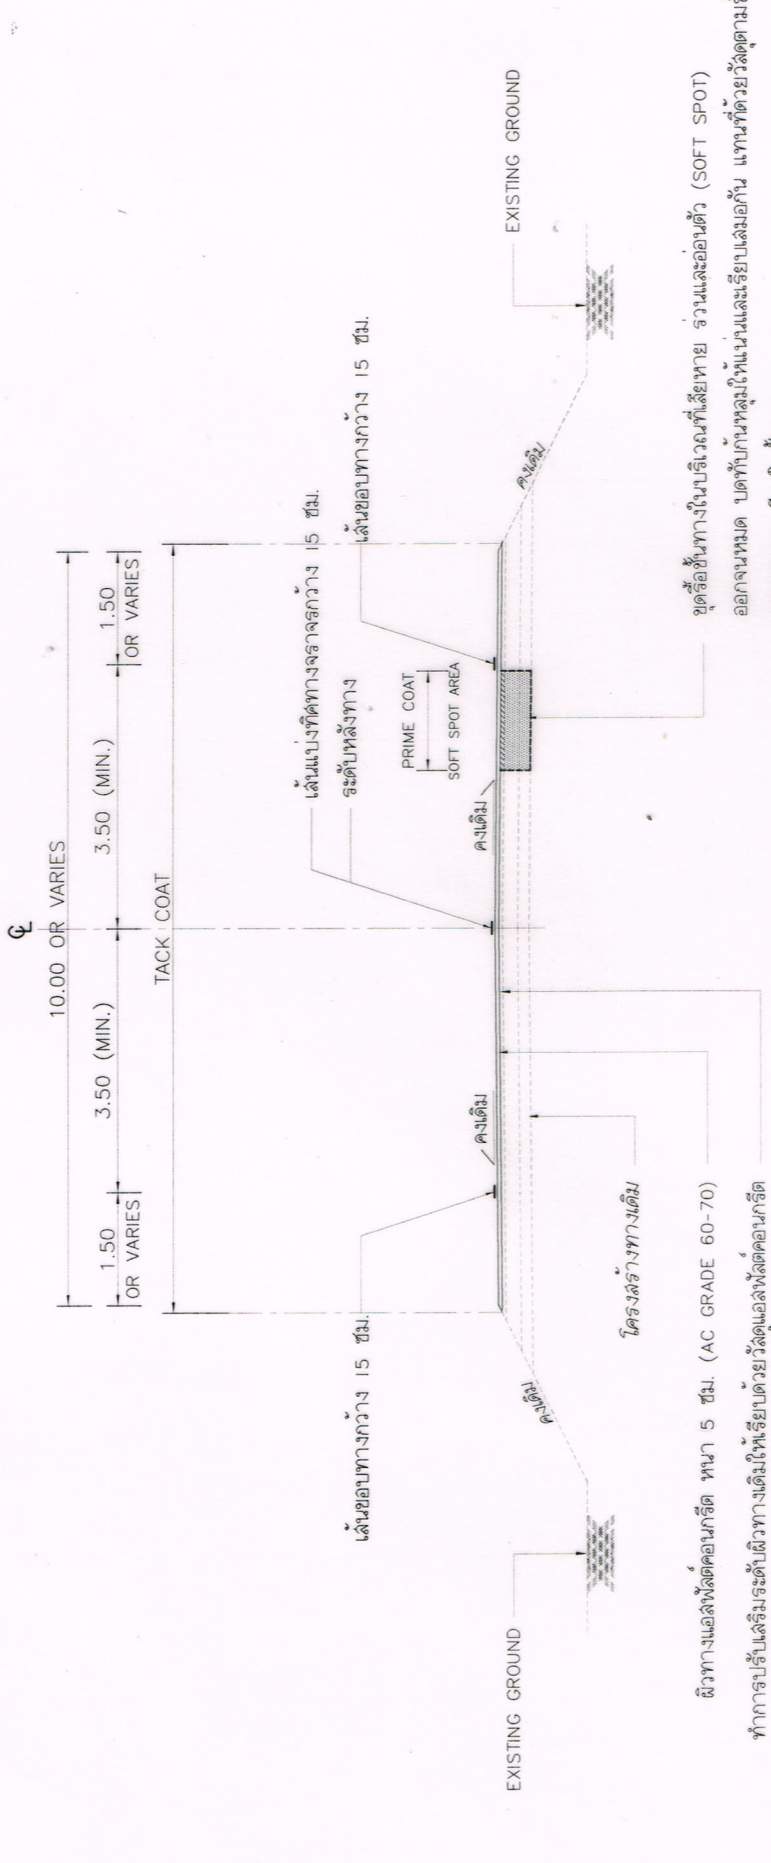 ℄
10.00 OR VARIES
1.50
OR VARIES
3.50 (MIN.)
3.50 (MIN.)
1.50
OR VARIES
TACK COAT
เส้นขอบทางกว้าง 15 ซม.
เส้นแบ่งทิศทางจราจรกว้าง 15 ซม.
ระดับหลังทาง
เส้นขอบทางกว้าง 15 ซม.
PRIME COAT
SOFT SPOT AREA
คงเดิม
คงเดิม
คงเดิม
คงเดิม
EXISTING GROUND
EXISTING GROUND
โครงสร้างทางเดิม
ผิวทางแอสฟัลต์คอนกรีต หนา 5 ซม. (AC GRADE 60-70)
ทำการปรับเสริมระดับผิวทางเดิมให้เรียบด้วยวัสดุแอสฟัลต์คอนกรีต
ขุดรื้อชั้นทางในบริเวณที่เสียหาย ร่วนและอ่อนตัว (SOFT SPOT)
ออกจนหมด บดทับก้นหลุมให้แน่นและเรียบเสมอกัน แทนที่ด้วยวัสดุตาม